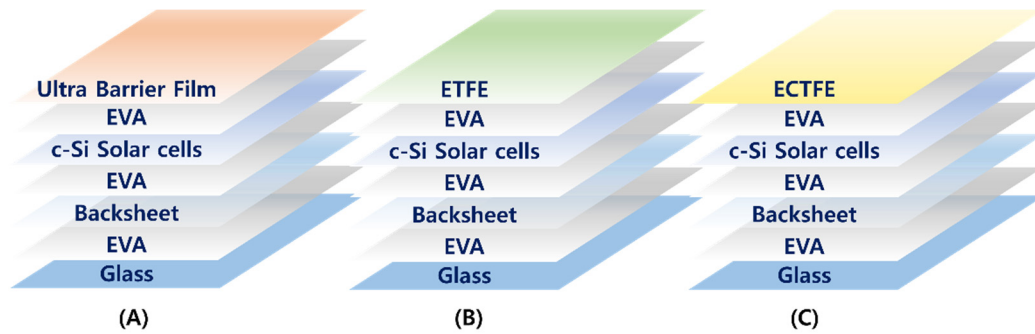 Ultra Barrier Film
EVA
c-Si Solar cells
EVA
Backsheet
EVA
Glass
(A)
ETFE
EVA
c-Si Solar cells
EVA
Backsheet
EVA
Glass
(B)
ECTFE
EVA
c-Si Solar cells
EVA
Backsheet
EVA
Glass
(C)